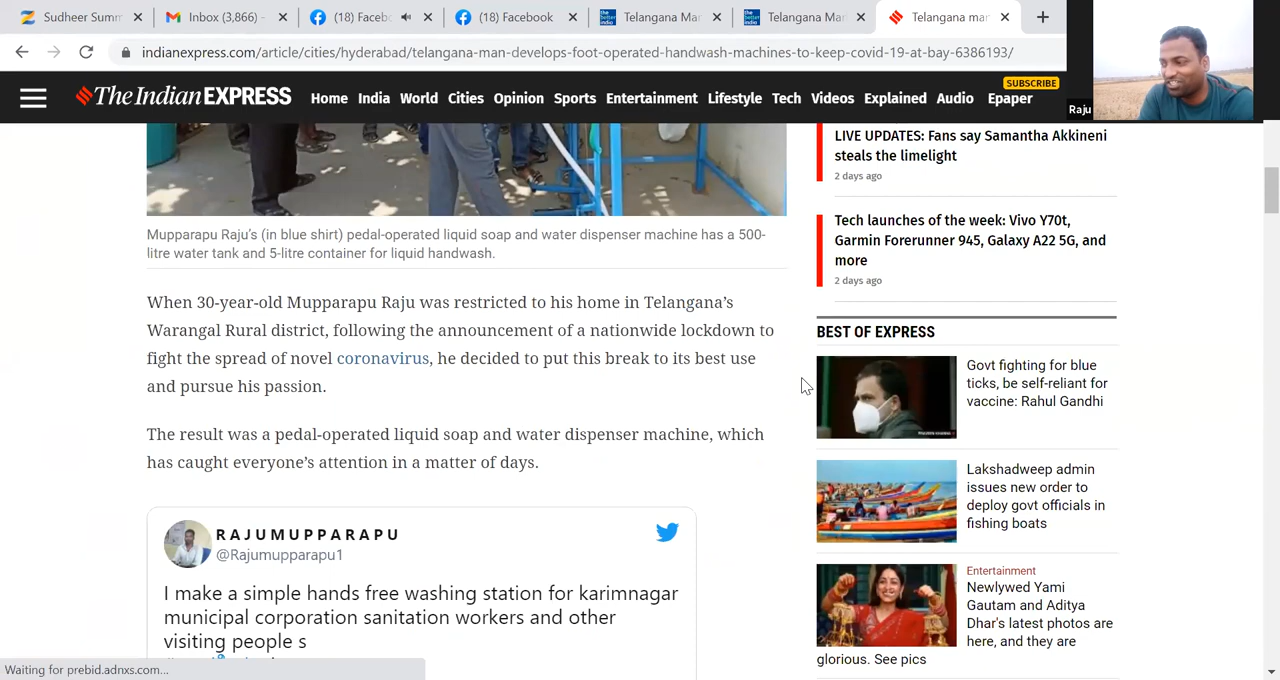 Sudheer Summ
Inbox (3,866) -
(18) Faceb
(18) Facebook
Telangana Ma
Telangana Ma
Telangana mar
indianexpress.com/article/cities/hyderabad/telangana-man-develops-foot-operated-handwash-machines-to-keep-covid-19-at-bay-6386193/
Raju
The Indian EXPRESS
Home India World Cities Opinion Sports Entertainment Lifestyle Tech Videos Explained Audio Epaper
SUBSCRIBE
Mupparapu Raju's (in blue shirt) pedal-operated liquid soap and water dispenser machine has a 500-
litre water tank and 5-litre container for liquid handwash.
When 30-year-old Mupparapu Raju was restricted to his home in Telangana's
Warangal Rural district, following the announcement of a nationwide lockdown to
fight the spread of novel coronavirus, he decided to put this break to its best use
and pursue his passion.
The result was a pedal-operated liquid soap and water dispenser machine, which
has caught everyone's attention in a matter of days.
RAJUMUPPARAPU
@Rajumupparapu1
I make a simple hands free washing station for karimnagar
municipal corporation sanitation workers and other
visiting people s
LIVE UPDATES: Fans say Samantha Akkineni
steals the limelight
2 days ago
Tech launches of the week: Vivo Y70t,
Garmin Forerunner 945, Galaxy A22 5G, and
more
2 days ago
BEST OF EXPRESS
Govt fighting for blue
ticks, be self-reliant for
vaccine: Rahul Gandhi
Lakshadweep admin
issues new order to
deploy govt officials in
fishing boats
Entertainment
Newlywed Yami
Gautam and Aditya
Dhar's latest photos are
here, and they are
glorious. See pics
Waiting for prebid.adnxs.com...